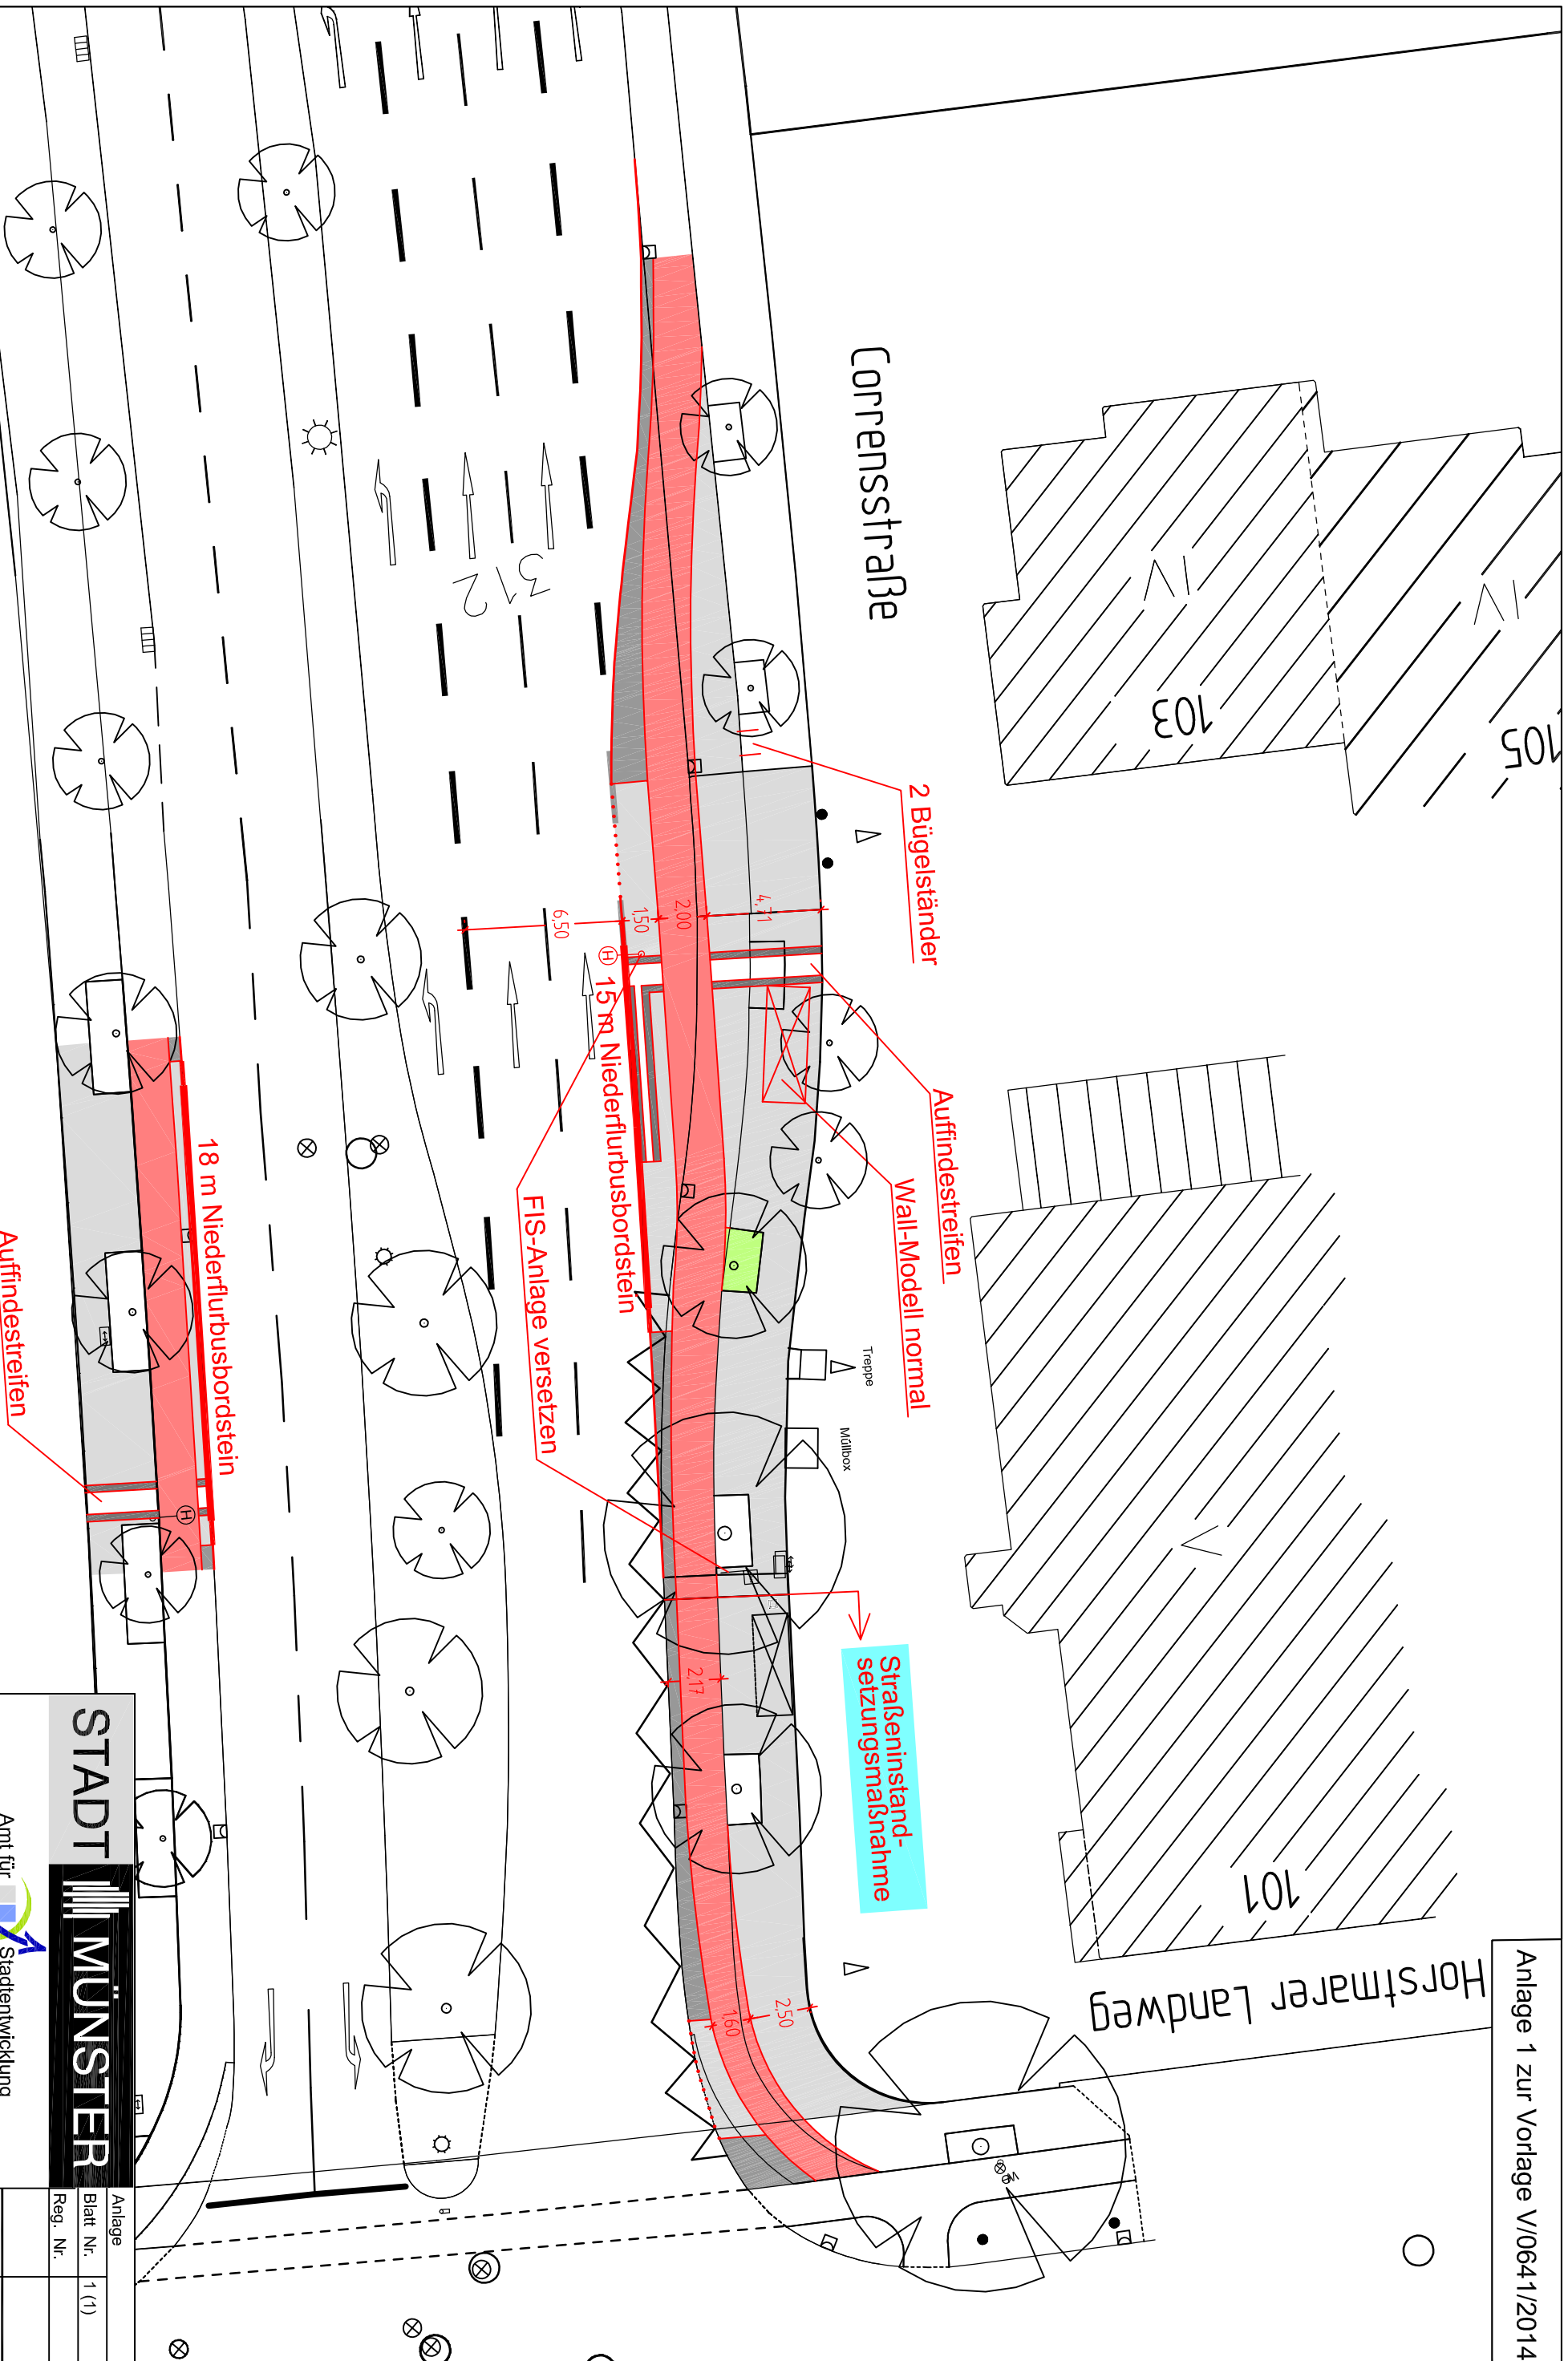 Anlage 1 zur Vorlage V/0641/2014
Horstmarer Landweg
105
103
101
Corrensstraße
2 Bügelständer
Auffindestreifen
Wall-Modell normal
Treppe
Müllbox
Straßeninstand-
setzungsmaßnahme
4,71
2,00
1,50
6,50
2,50
1,60
2,17
312
H
15 m Niederflurbusbordstein
FIS-Anlage versetzen
18 m Niederflurbusbordstein
H
Auffindestreifen
STADT MÜNSTER
Amt für Stadtentwicklung
Anlage
Blatt Nr. 1 (1)
Reg. Nr.